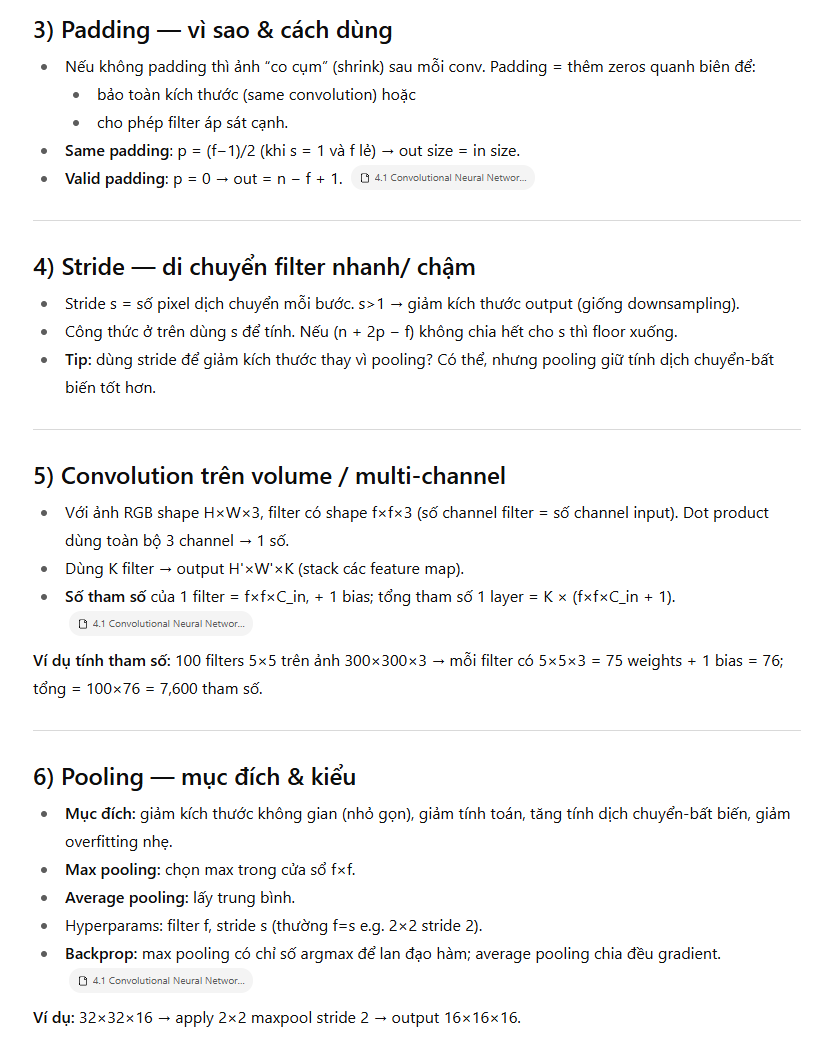 3) Padding — vì sao & cách dùng
• Nếu không padding thì ảnh "co cụm" (shrink) sau mỗi conv. Padding = thêm zeros quanh biên để:
• bảo toàn kích thước (same convolution) hoặc
• cho phép filter áp sát cạnh.
• Same padding: p = (f−1)/2 (khi s = 1 và f lẻ) → out size = in size.
• Valid padding: p = 0 → out = n − f + 1. 4.1 Convolutional Neural Networ...
4) Stride — di chuyển filter nhanh/ chậm
• Stride s = số pixel dịch chuyển mỗi bước. s>1 → giảm kích thước output (giống downsampling).
• Công thức ở trên dùng s để tính. Nếu (n + 2p − f) không chia hết cho s thì floor xuống.
• Tip: dùng stride để giảm kích thước thay vì pooling? Có thể, nhưng pooling giữ tính dịch chuyển-bất
biến tốt hơn.
5) Convolution trên volume / multi-channel
• Với ảnh RGB shape H×W×3, filter có shape f×f×3 (số channel filter = số channel input). Dot product
dùng toàn bộ 3 channel → 1 số.
• Dùng K filter → output H'×W'×K (stack các feature map).
• Số tham số của 1 filter = f×f×C_in, + 1 bias; tổng tham số 1 layer = K × (f×f×C_in + 1).
4.1 Convolutional Neural Networ...
Ví dụ tính tham số: 100 filters 5×5 trên ảnh 300×300×3 → mỗi filter có 5×5×3 = 75 weights + 1 bias = 76;
tổng = 100×76 = 7,600 tham số.
6) Pooling — mục đích & kiểu
• Mục đích: giảm kích thước không gian (nhỏ gọn), giảm tính toán, tăng tính dịch chuyển-bất biến, giảm
overfitting nhẹ.
• Max pooling: chọn max trong cửa sổ f×f.
• Average pooling: lấy trung bình.
• Hyperparams: filter f, stride s (thường f=s e.g. 2×2 stride 2).
• Backprop: max pooling có chỉ số argmax để lan đạo hàm; average pooling chia đều gradient.
4.1 Convolutional Neural Networ...
Ví dụ: 32×32×16 → apply 2×2 maxpool stride 2 → output 16×16×16.